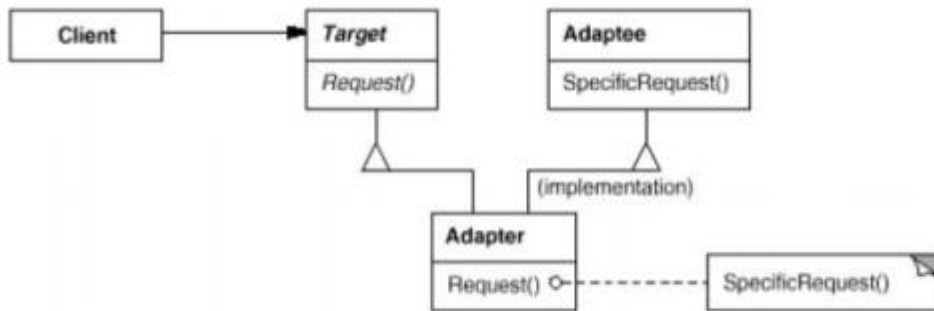 Client
Target
Request()
Adaptee
SpecificRequest()
(implementation)
Adapter
Request()
SpecificRequest()